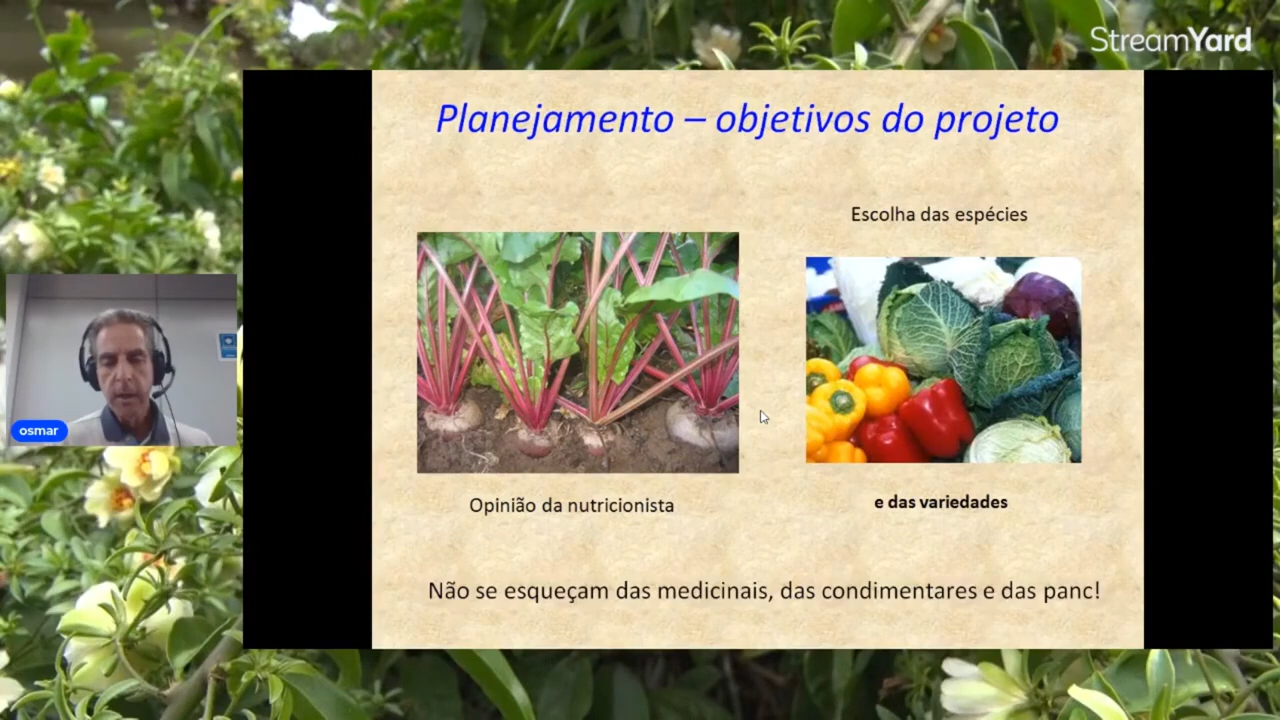 StreamYard
Planejamento – objetivos do projeto
Escolha das espécies
Opinião da nutricionista
e das variedades
Não se esqueçam das medicinais, das condimentares e das panc!
osmar